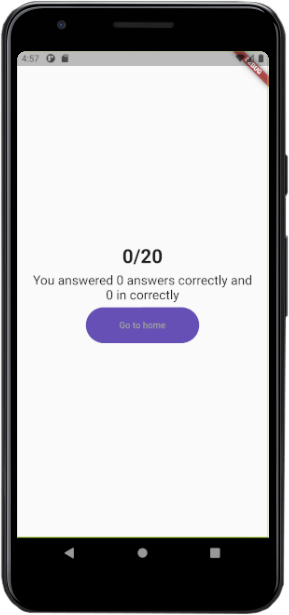 4:57
DEBUG
0/20
You answered 0 answers correctly and
0 in correctly
Go to home